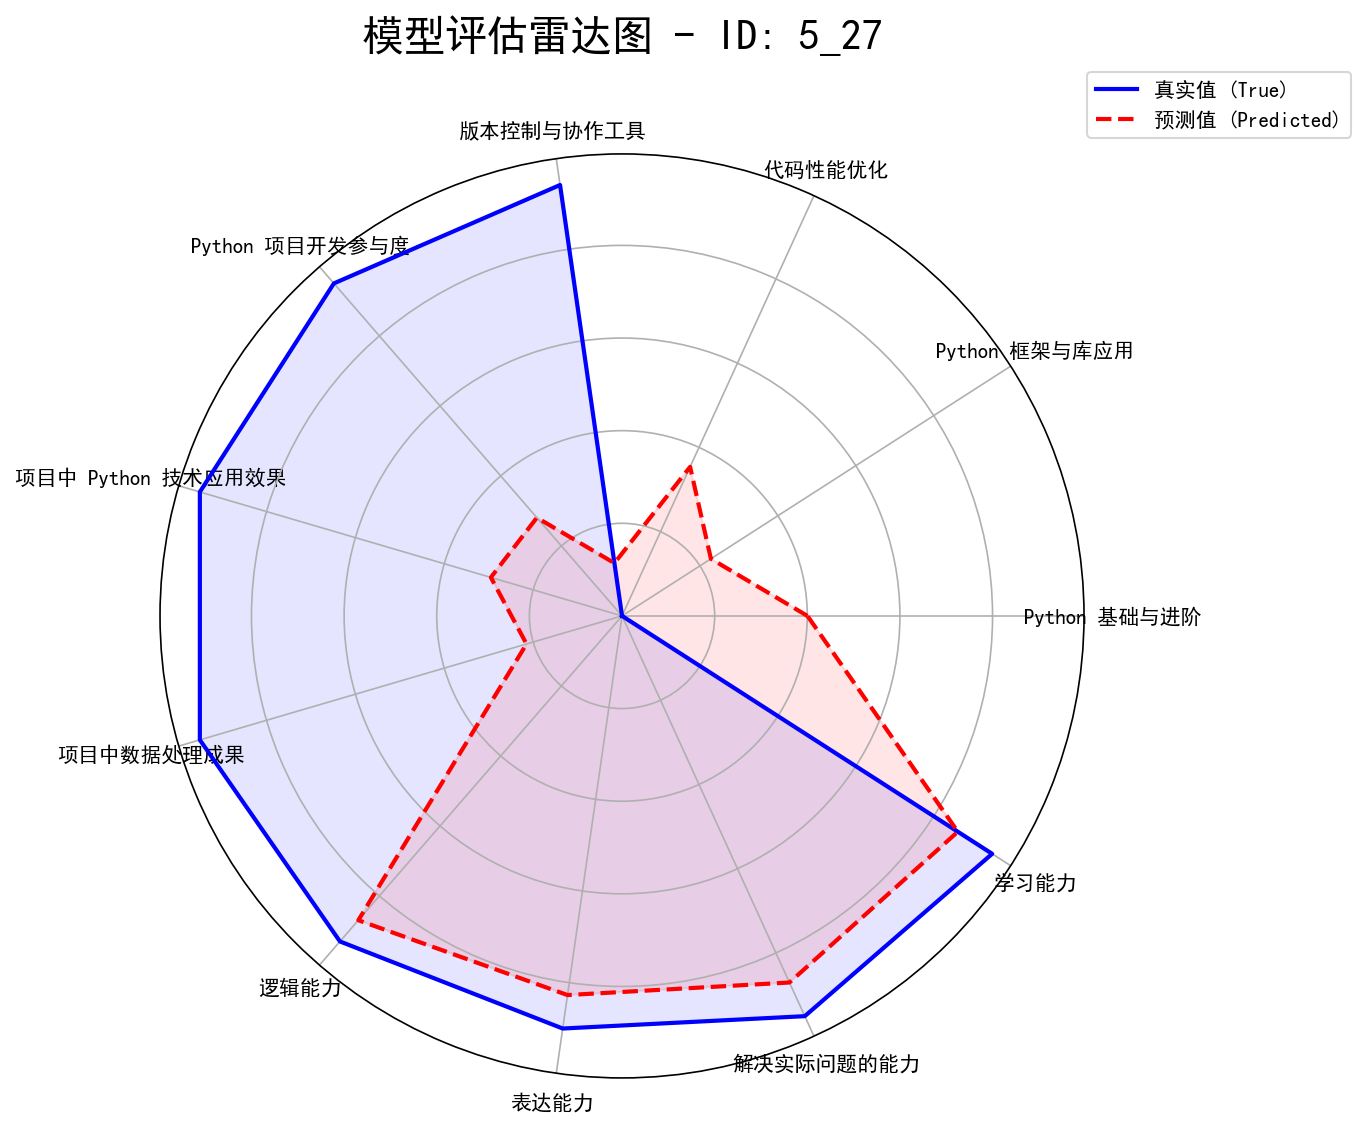 模型评估雷达图 - ID: 5_27
真实值 (True)
预测值 (Predicted)
版本控制与协作工具
代码性能优化
Python 项目开发参与度
Python 框架与库应用
项目中 Python 技术应用效果
Python 基础与进阶
项目中数据处理成果
学习能力
逻辑能力
解决实际问题的能力
表达能力